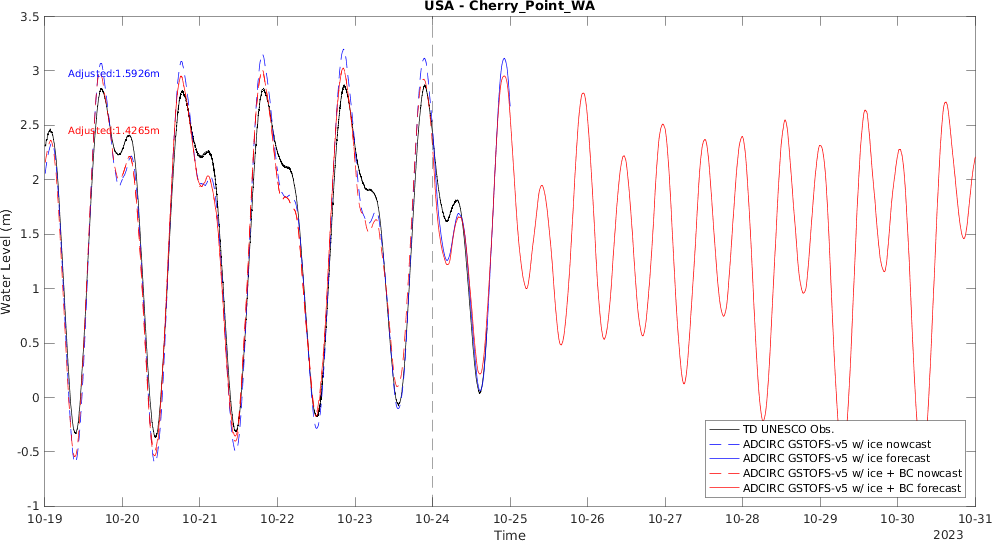 USA - Cherry_Point_WA
3.5
3
2.5
2
1.5
1
0.5
0
-0.5
-1
Water Level (m)
Adjusted:1.5926m
Adjusted:1.4265m
TD UNESCO Obs.
ADCIRC GSTOFS-v5 w/ ice nowcast
ADCIRC GSTOFS-v5 w/ ice forecast
ADCIRC GSTOFS-v5 w/ ice + BC nowcast
ADCIRC GSTOFS-v5 w/ ice + BC forecast
10-19 10-20 10-21 10-22 10-23 10-24 10-25 10-26 10-27 10-28 10-29 10-30 10-31
Time
2023